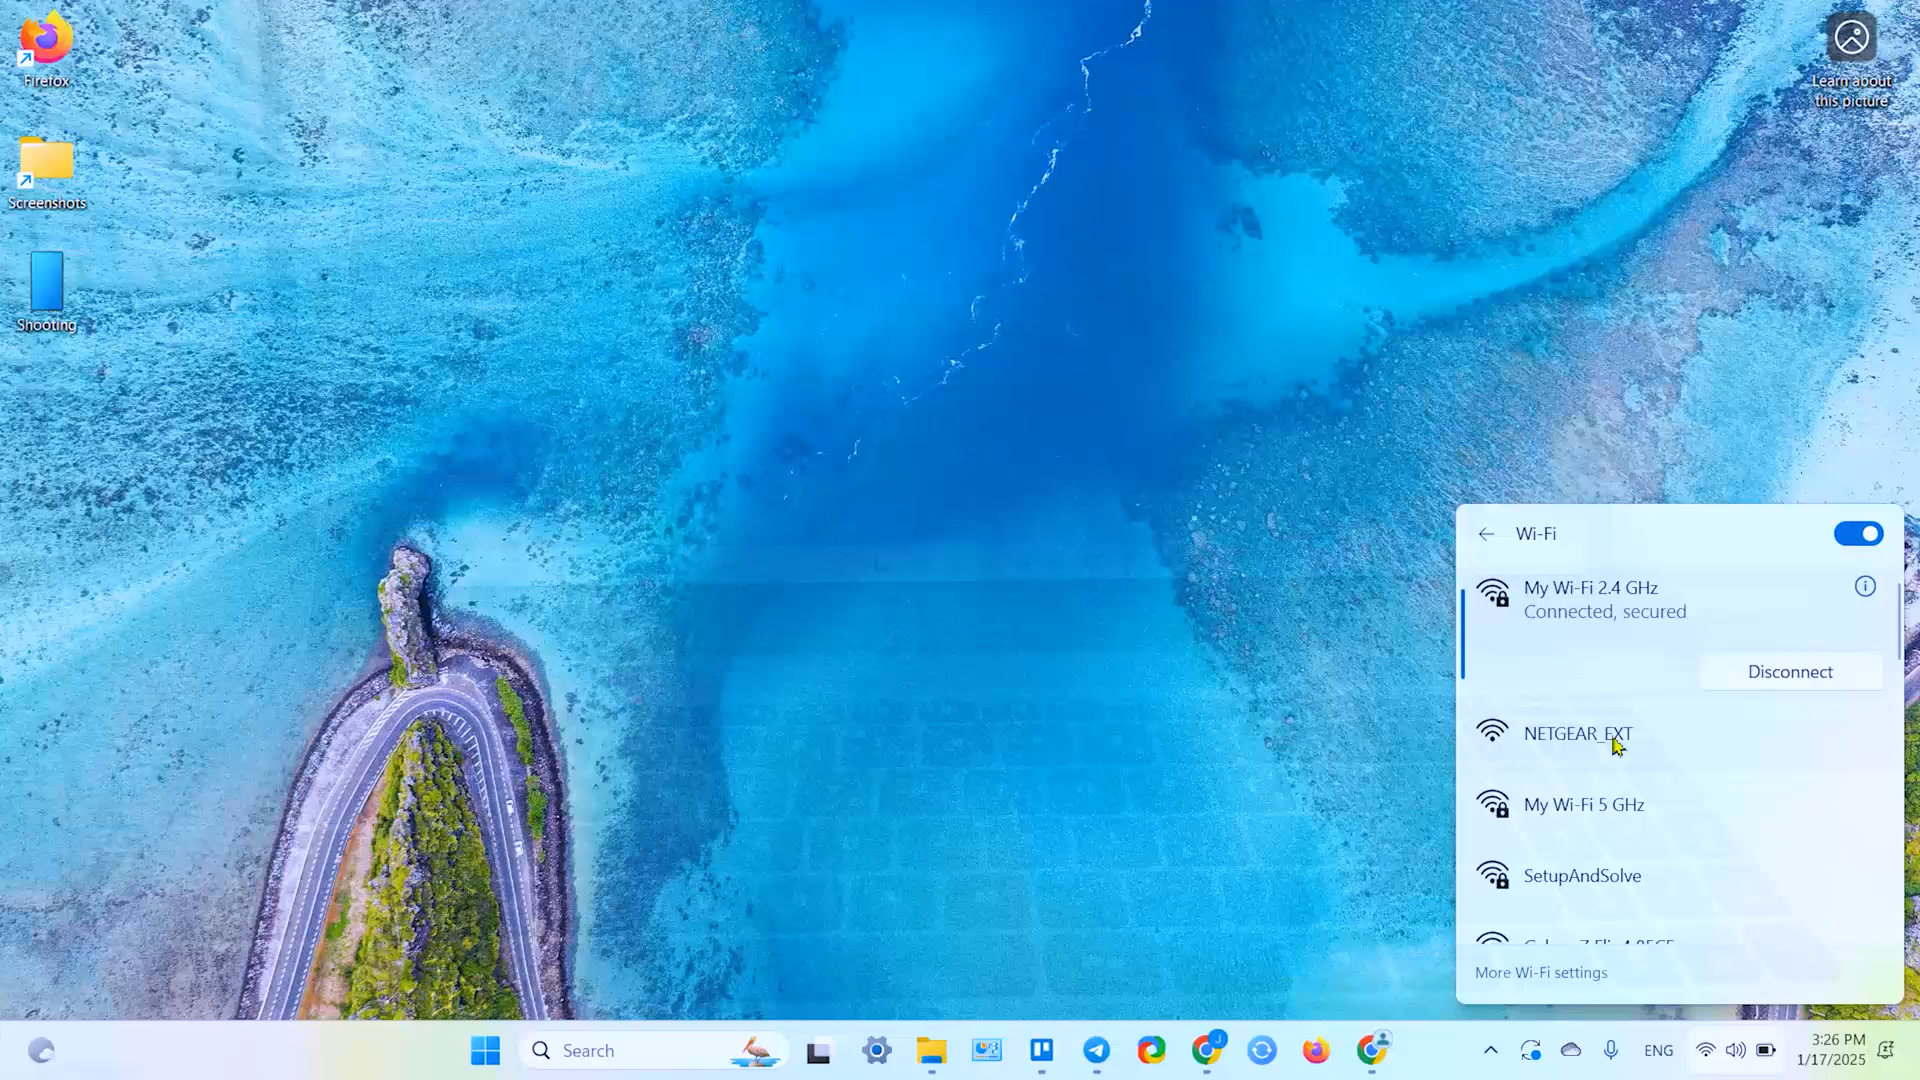 Firefox
Screenshots
Shooting
Learn about
this picture
Wi-Fi
My Wi-Fi 2.4 GHz
Connected, secured
Disconnect
NETGEAR_EXT
My Wi-Fi 5 GHz
SetupAndSolve
More Wi-Fi settings
Search
J
ENG
3:26 PM
1/17/2025